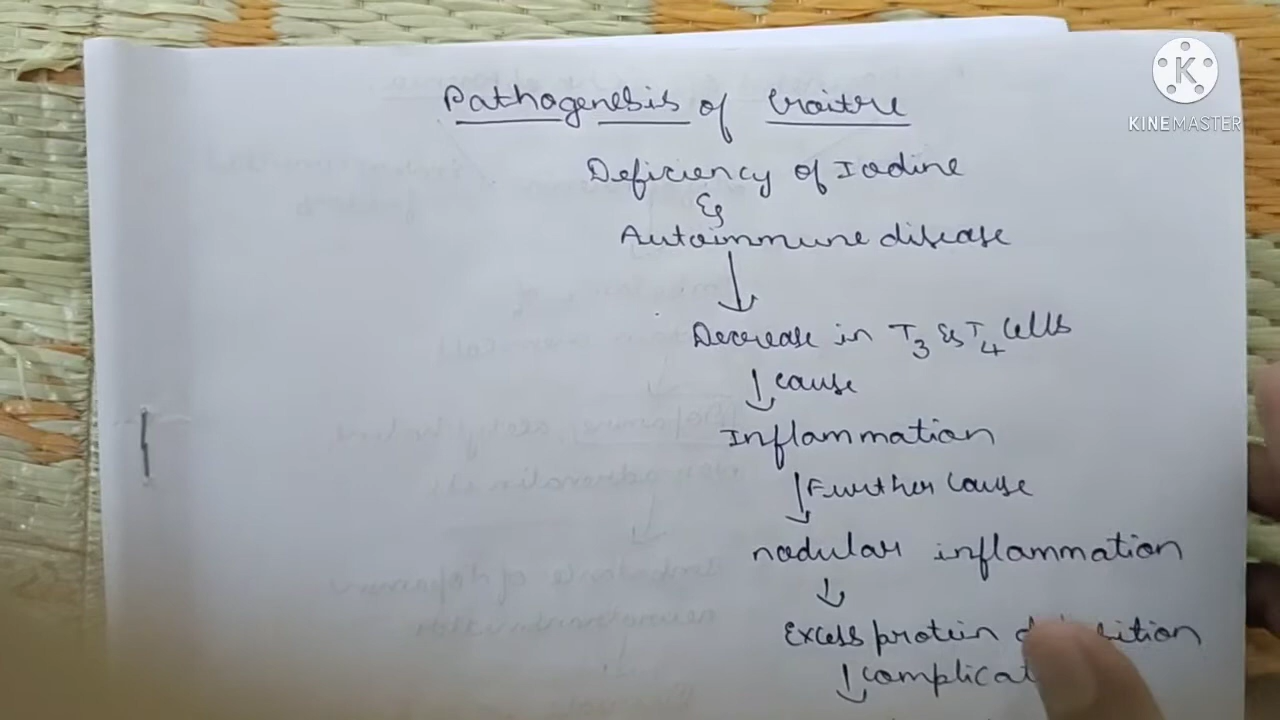 Pathogenesis of Goitre
Deficiency of Iodine
&
Autoimmune disease
Decrease in T3 & T4 Cells
cause
Inflammation
Further cause
nodular inflammation
Excess protein
K
KINEMASTER